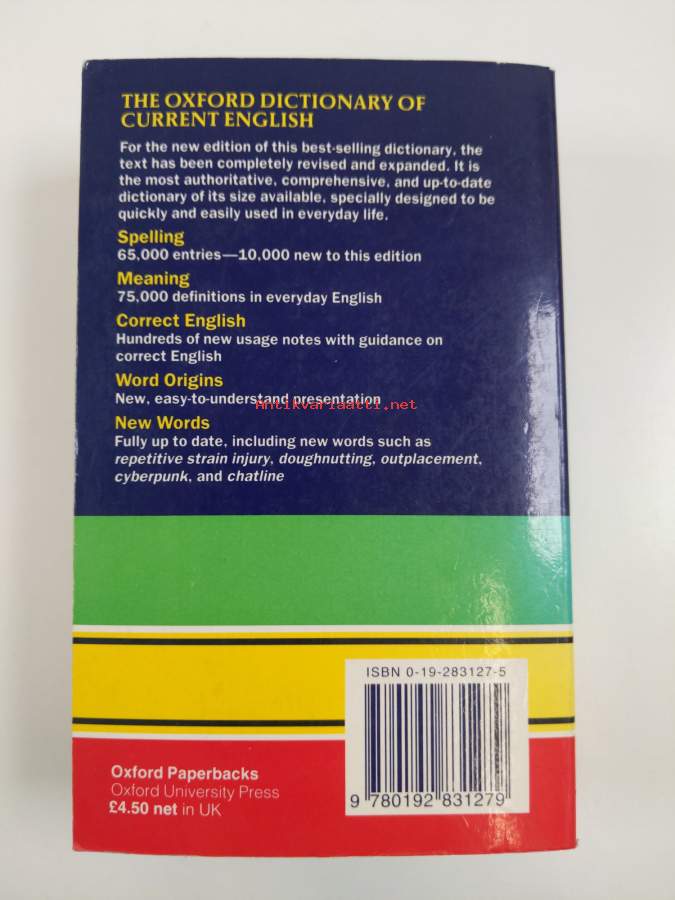 THE OXFORD DICTIONARY OF
CURRENT ENGLISH
For the new edition of this best-selling dictionary, the
text has been completely revised and expanded. It is
the most authoritative, comprehensive, and up-to-date
dictionary of its size available, specially designed to be
quickly and easily used in everyday life.
Spelling
65,000 entries—10,000 new to this edition
Meaning
75,000 definitions in everyday English
Correct English
Hundreds of new usage notes with guidance on
correct English
Word Origins
New, easy-to-understand presentation
Antikvariaatti.net
New Words
Fully up to date, including new words such as
repetitive strain injury, doughnutting, outplacement,
cyberpunk, and chatline
ISBN 0-19-283127-5
9 780192 831279
Oxford Paperbacks
Oxford University Press
£4.50 net in UK